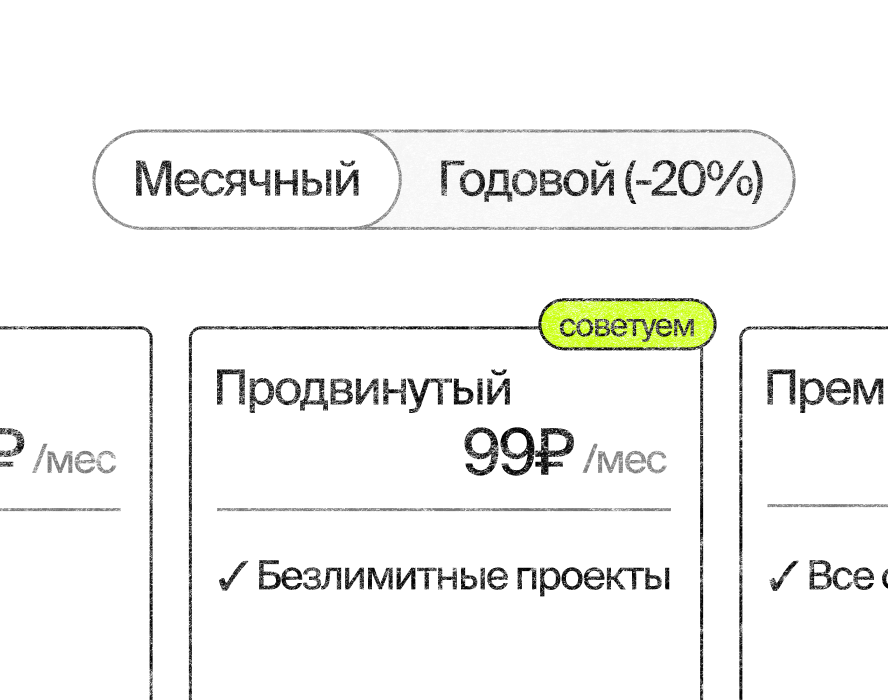 Месячный
Годовой (-20%)
советуем
₽ /мес
Продвинутый
99₽ /мес
✓ Безлимитные проекты
Прем
✓ Все